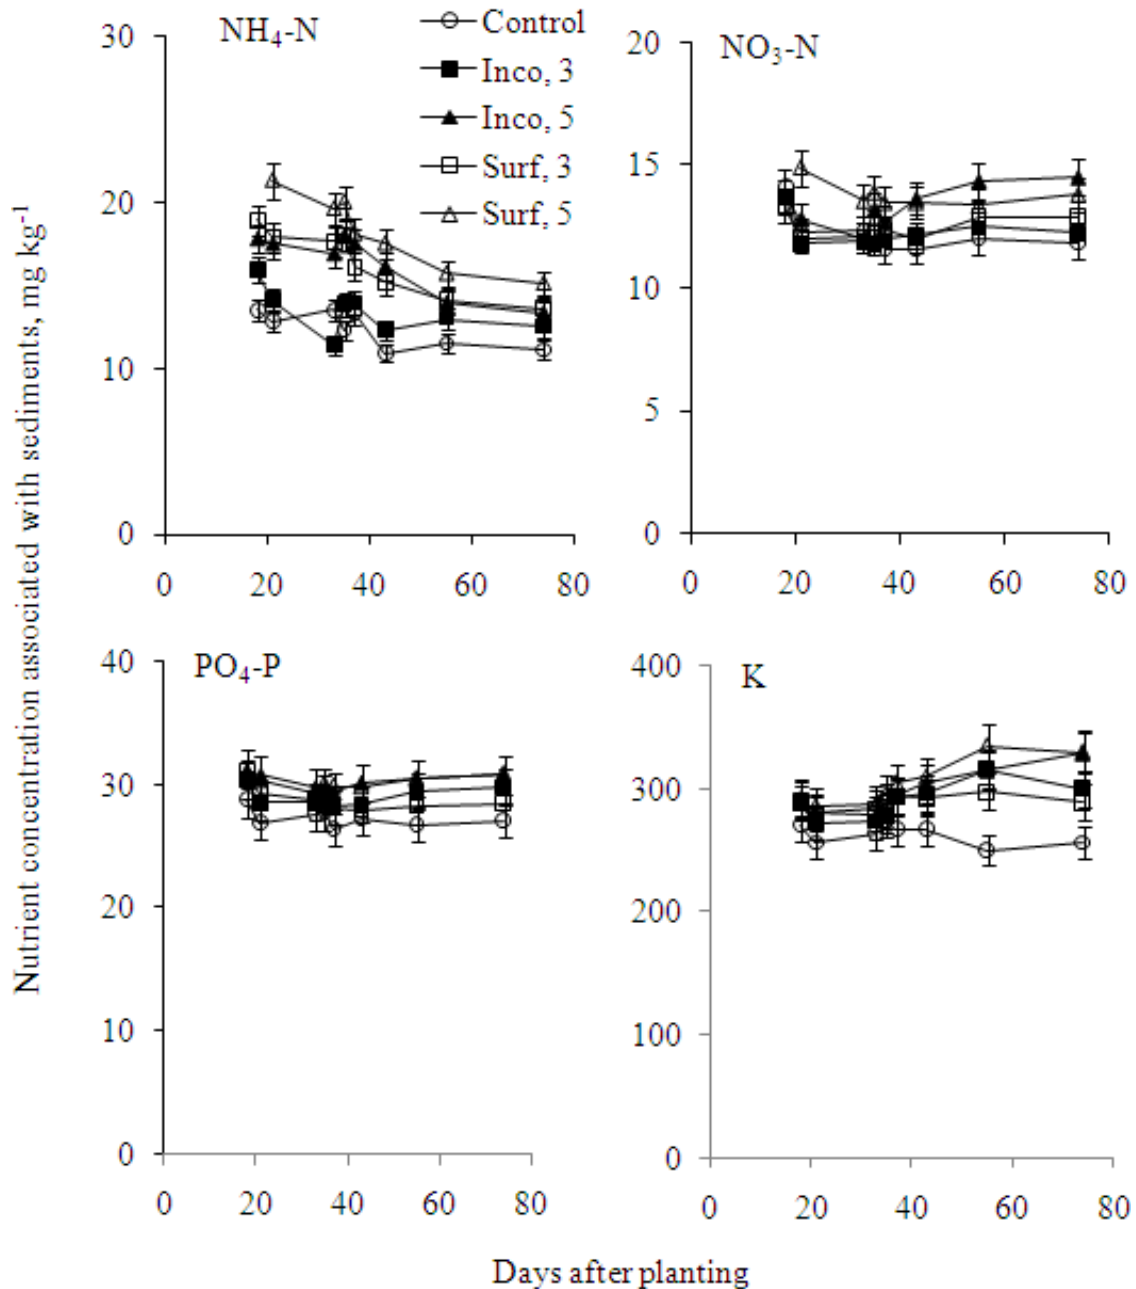 Nutrient concentration associated with sediments, mg kg⁻¹
NH₄-N
Control
Inco, 3
Inco, 5
Surf, 3
Surf, 5
30
20
10
0
0 20 40 60 80
NO₃-N
20
15
10
5
0
0 20 40 60 80
PO₄-P
40
30
20
10
0
0 20 40 60 80
K
400
300
200
100
0
0 20 40 60 80
Days after planting